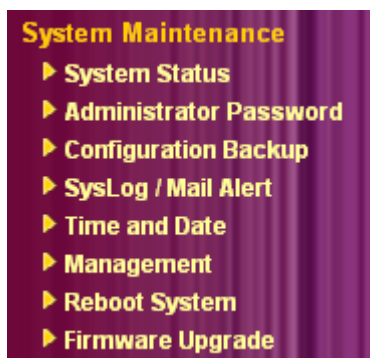 System Maintenance
System Status
Administrator Password
Configuration Backup
SysLog / Mail Alert
Time and Date
Management
Reboot System
Firmware Upgrade